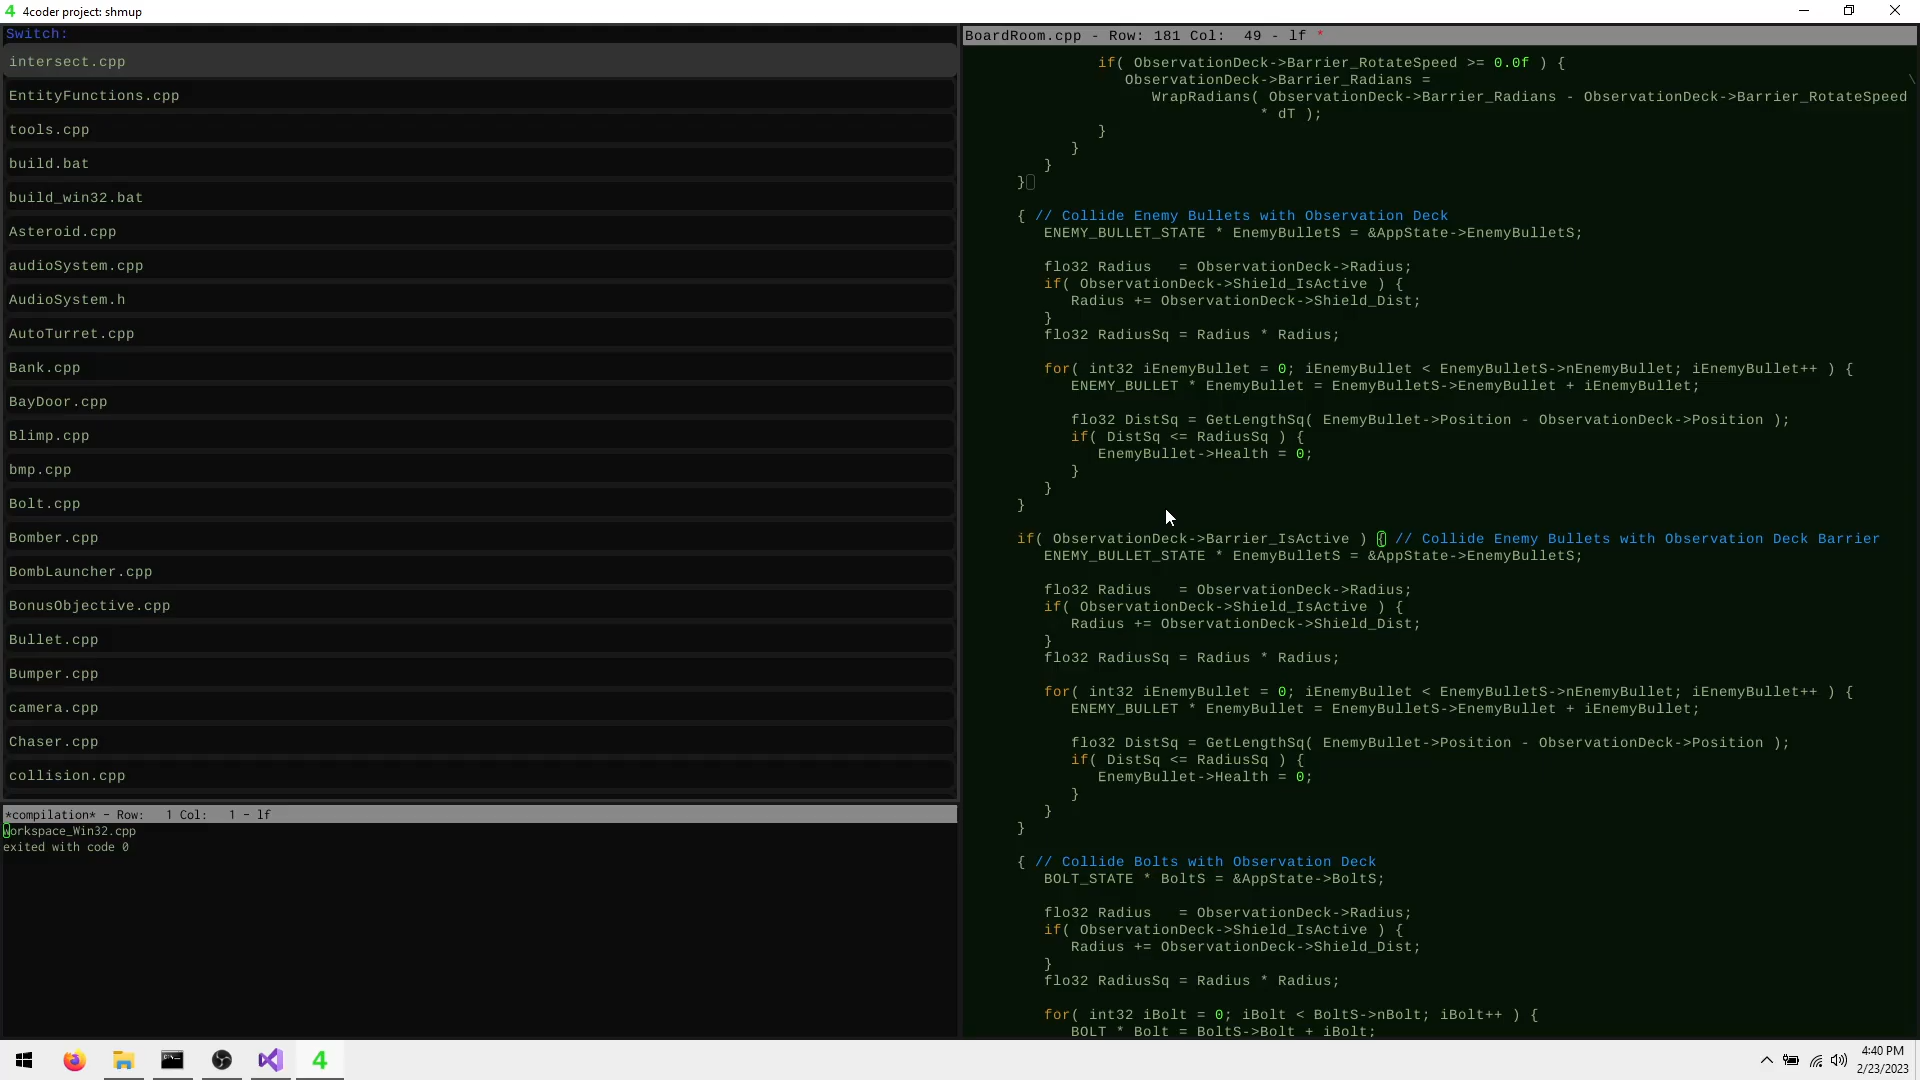 4 4coder project: shmup
Switch:
intersect.cpp
EntityFunctions.cpp
tools.cpp
build.bat
build_win32.bat
Asteroid.cpp
audioSystem.cpp
AudioSystem.h
AutoTurret.cpp
Bank.cpp
BayDoor.cpp
Blimp.cpp
bmp.cpp
Bolt.cpp
Bomber.cpp
BombLauncher.cpp
BonusObjective.cpp
Bullet.cpp
Bumper.cpp
camera.cpp
Chaser.cpp
collision.cpp
*compilation* - Row:   1 Col:   1 - lf
workspace_Win32.cpp
exited with code 0
BoardRoom.cpp - Row: 181 Col:  49 - lf *
if( ObservationDeck->Barrier_RotateSpeed >= 0.0f ) {
ObservationDeck->Barrier_Radians = \
WrapRadians( ObservationDeck->Barrier_Radians - ObservationDeck->Barrier_RotateSpeed
* dT );
}
}
}
}
{ // Collide Enemy Bullets with Observation Deck
ENEMY_BULLET_STATE * EnemyBulletS = &AppState->EnemyBulletS;
flo32 Radius   = ObservationDeck->Radius;
if( ObservationDeck->Shield_IsActive ) {
Radius += ObservationDeck->Shield_Dist;
}
flo32 RadiusSq = Radius * Radius;
for( int32 iEnemyBullet = 0; iEnemyBullet < EnemyBulletS->nEnemyBullet; iEnemyBullet++ ) {
ENEMY_BULLET * EnemyBullet = EnemyBulletS->EnemyBullet + iEnemyBullet;
flo32 DistSq = GetLengthSq( EnemyBullet->Position - ObservationDeck->Position );
if( DistSq <= RadiusSq ) {
EnemyBullet->Health = 0;
}
}
}
if( ObservationDeck->Barrier_IsActive ) { // Collide Enemy Bullets with Observation Deck Barrier
ENEMY_BULLET_STATE * EnemyBulletS = &AppState->EnemyBulletS;
flo32 Radius   = ObservationDeck->Radius;
if( ObservationDeck->Shield_IsActive ) {
Radius += ObservationDeck->Shield_Dist;
}
flo32 RadiusSq = Radius * Radius;
for( int32 iEnemyBullet = 0; iEnemyBullet < EnemyBulletS->nEnemyBullet; iEnemyBullet++ ) {
ENEMY_BULLET * EnemyBullet = EnemyBulletS->EnemyBullet + iEnemyBullet;
flo32 DistSq = GetLengthSq( EnemyBullet->Position - ObservationDeck->Position );
if( DistSq <= RadiusSq ) {
EnemyBullet->Health = 0;
}
}
}
{ // Collide Bolts with Observation Deck
BOLT_STATE * BoltS = &AppState->BoltS;
flo32 Radius   = ObservationDeck->Radius;
if( ObservationDeck->Shield_IsActive ) {
Radius += ObservationDeck->Shield_Dist;
}
flo32 RadiusSq = Radius * Radius;
for( int32 iBolt = 0; iBolt < BoltS->nBolt; iBolt++ ) {
BOLT * Bolt = BoltS->Bolt + iBolt;
4
4:40 PM
2/23/2023